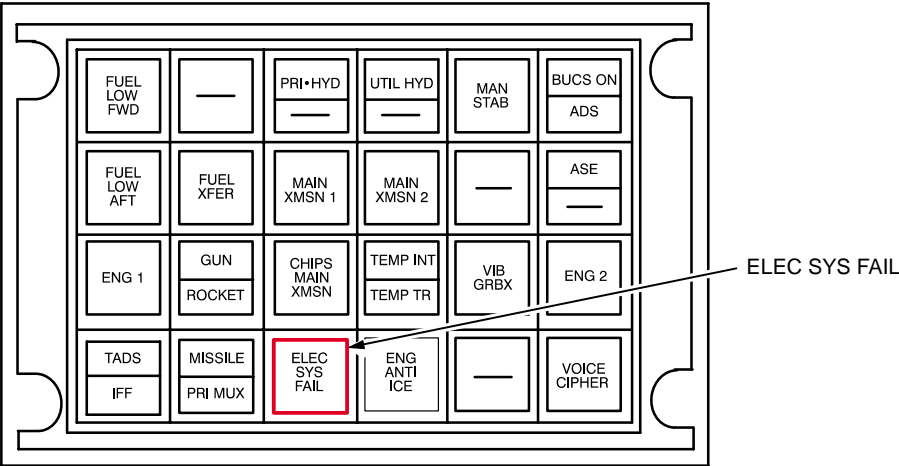 FUEL
LOW
FWD
—
PRI•HYD
—
UTIL HYD
—
MAN
STAB
BUCS ON
ADS
FUEL
LOW
AFT
FUEL
XFER
MAIN
XMSN 1
MAIN
XMSN 2
—
ASE
—
ENG 1
GUN
ROCKET
CHIPS
MAIN
XMSN
TEMP INT
TEMP TR
VIB
GRBX
ENG 2
ELEC SYS FAIL
TADS
IFF
MISSILE
PRI MUX
ELEC
SYS
FAIL
ENG
ANTI
ICE
—
VOICE
CIPHER